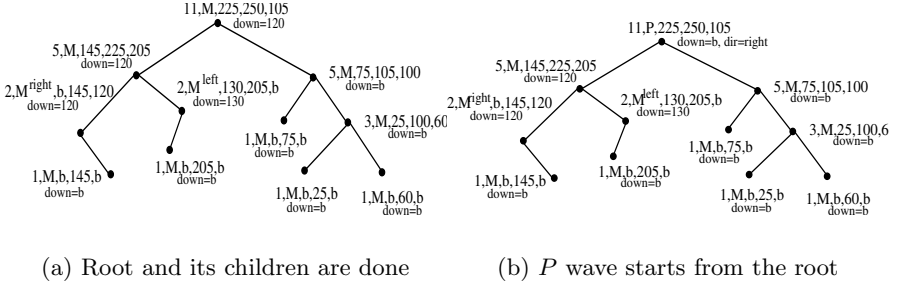 11,M,225,250,105
down=120
5,M,145,225,205
down=120
2,M^right,b,145,120
down=120
2,M^left,130,205,b
down=130
5,M,75,105,100
down=b
1,M,b,75,b
down=b
3,M,25,100,60
down=b
1,M,b,145,b
down=b
1,M,b,205,b
down=b
1,M,b,25,b
down=b
1,M,b,60,b
down=b
(a) Root and its children are done
11,P,225,250,105
down=b, dir=right
5,M,145,225,205
down=120
2,M^right,b,145,120
down=120
2,M^left,130,205,b
down=130
5,M,75,105,100
down=b
1,M,b,75,b
down=b
3,M,25,100,6
down=b
1,M,b,145,b
down=b
1,M,b,205,b
down=b
1,M,b,25,b
down=b
1,M,b,60,b
down=b
(b) P wave starts from the root